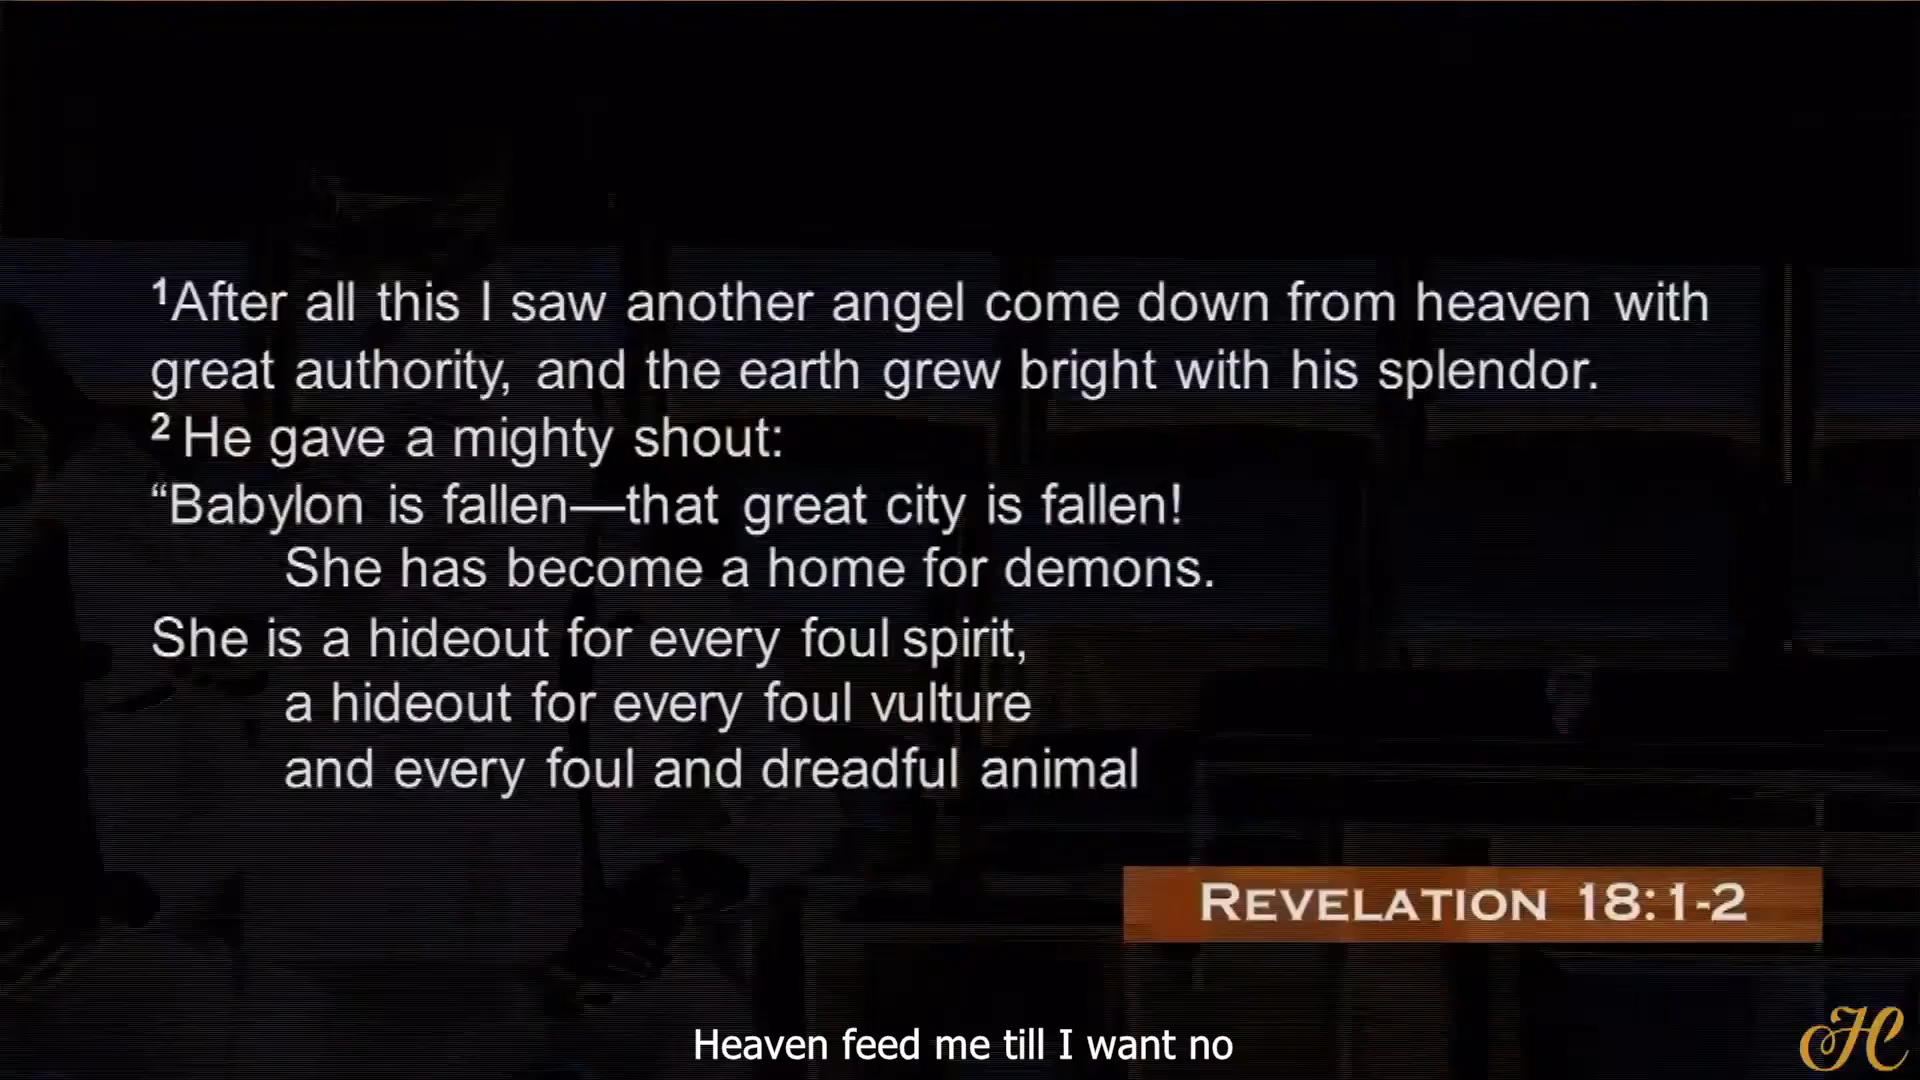 ¹After all this I saw another angel come down from heaven with
great authority, and the earth grew bright with his splendor.
² He gave a mighty shout:
“Babylon is fallen—that great city is fallen!
She has become a home for demons.
She is a hideout for every foul spirit,
a hideout for every foul vulture
and every foul and dreadful animal
REVELATION 18:1-2
Heaven feed me till I want no
H